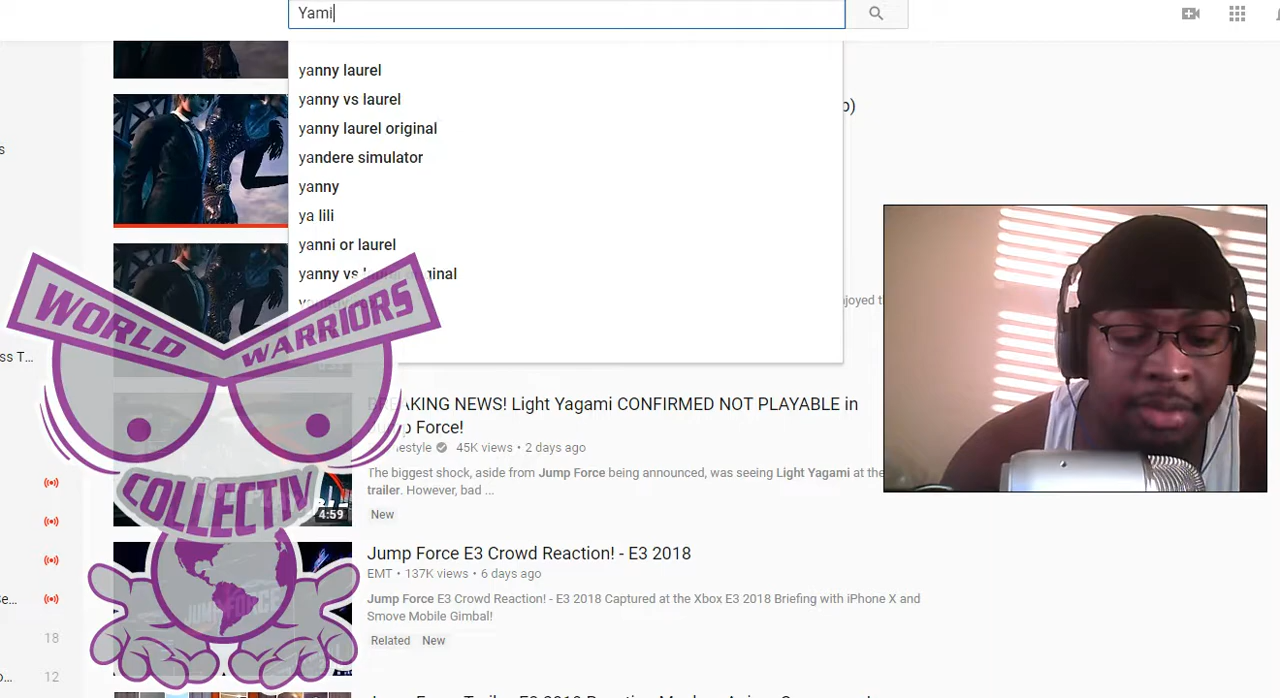 Yami
yanny laurel
yanny vs laurel
yanny laurel original
yandere simulator
yanny
ya lili
yanni or laurel
yanny vs
WORLD WARRIORS
COLLECTIV
BREAKING NEWS! Light Yagami CONFIRMED NOT PLAYABLE in
Force!
45K views • 2 days ago
The biggest shock, aside from Jump Force being announced, was seeing Light Yagami at the
trailer. However, bad ...
New
4:59
Jump Force E3 Crowd Reaction! - E3 2018
EMT • 137K views • 6 days ago
Jump Force E3 Crowd Reaction! - E3 2018 Captured at the Xbox E3 2018 Briefing with iPhone X and
Smove Mobile Gimbal!
Related New
18
12